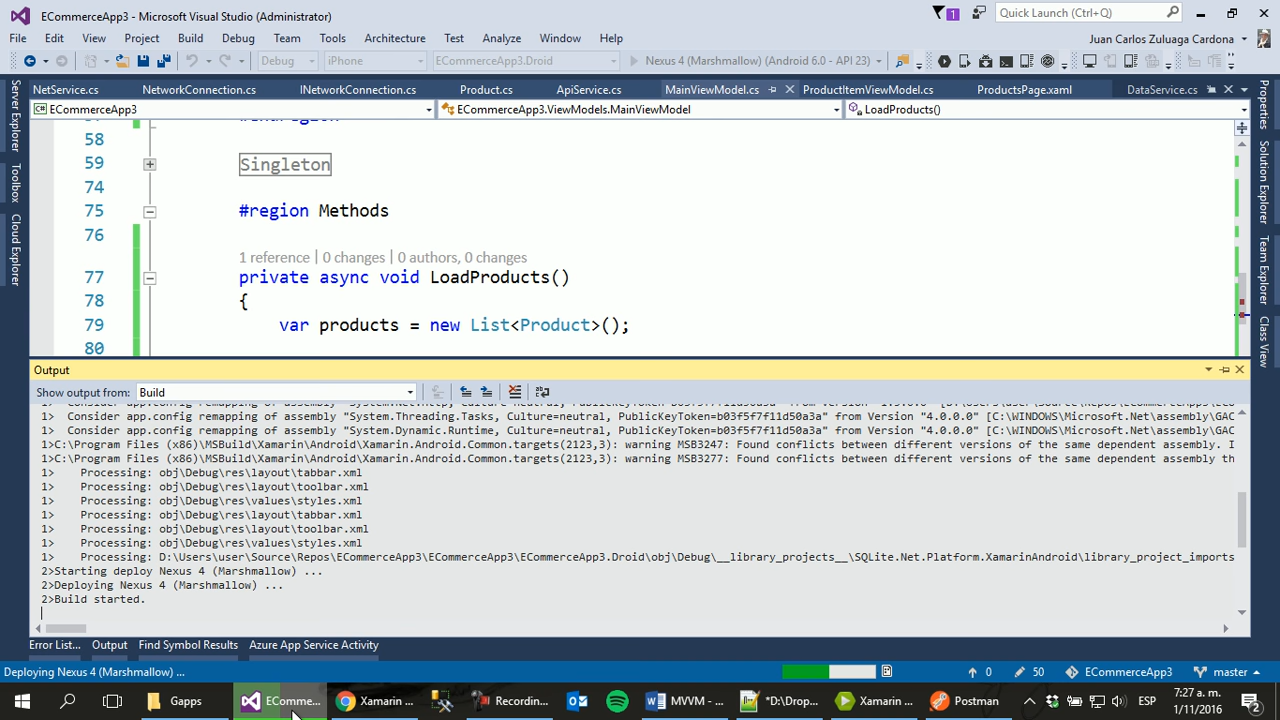 ECommerceApp3 - Microsoft Visual Studio (Administrator)
1
Quick Launch (Ctrl+Q)
File Edit View Project Build Debug Team Tools Architecture Test Analyze Window Help
Juan Carlos Zuluaga Cardona
Debug iPhone ECommerceApp3.Droid Nexus 4 (Marshmallow) (Android 6.0 - API 23)
NetService.cs NetworkConnection.cs INetworkConnection.cs Product.cs ApiService.cs MainViewModel.cs ProductItemViewModel.cs ProductsPage.xaml DataService.cs
ECommerceApp3 ECommerceApp3.ViewModels.MainViewModel LoadProducts()
Server Explorer
Toolbox
Cloud Explorer
Properties
Solution Explorer
Team Explorer
Class View
58
59 Singleton
74
75 #region Methods
76
1 reference | 0 changes | 0 authors, 0 changes
77 private async void LoadProducts()
78 {
79 var products = new List<Product>();
80
Output
Show output from: Build
1> Consider app.config remapping of assembly "System.Threading.Tasks, Culture=neutral, PublicKeyToken=b03f5f7f11d50a3a" from Version "4.0.0.0" [C:\WINDOWS\Microsoft.Net\assembly\GAC
1> Consider app.config remapping of assembly "System.Dynamic.Runtime, Culture=neutral, PublicKeyToken=b03f5f7f11d50a3a" from Version "4.0.0.0" [C:\WINDOWS\Microsoft.Net\assembly\GAC
1>C:\Program Files (x86)\MSBuild\Xamarin\Android\Xamarin.Android.Common.targets(2123,3): warning MSB3247: Found conflicts between different versions of the same dependent assembly. I
1>C:\Program Files (x86)\MSBuild\Xamarin\Android\Xamarin.Android.Common.targets(2123,3): warning MSB3277: Found conflicts between different versions of the same dependent assembly th
1> Processing: obj\Debug\res\layout\tabbar.xml
1> Processing: obj\Debug\res\layout\toolbar.xml
1> Processing: obj\Debug\res\values\styles.xml
1> Processing: obj\Debug\res\layout\tabbar.xml
1> Processing: obj\Debug\res\layout\toolbar.xml
1> Processing: obj\Debug\res\values\styles.xml
1> Processing: D:\Users\user\Source\Repos\ECommerceApp3\ECommerceApp3\ECommerceApp3.Droid\obj\Debug\__library_projects__\SQLite.Net.Platform.XamarinAndroid\library_project_imports
2>Starting deploy Nexus 4 (Marshmallow) ...
2>Deploying Nexus 4 (Marshmallow) ...
2>Build started.
Error List... Output Find Symbol Results Azure App Service Activity
Deploying Nexus 4 (Marshmallow) ... 0 50 ECommerceApp3 master
Gapps EComme... Xamarin ... Recordin... MVVM - ... D:\Drop... Xamarin ... Postman ESP 7:27 a. m.
1/11/2016 2